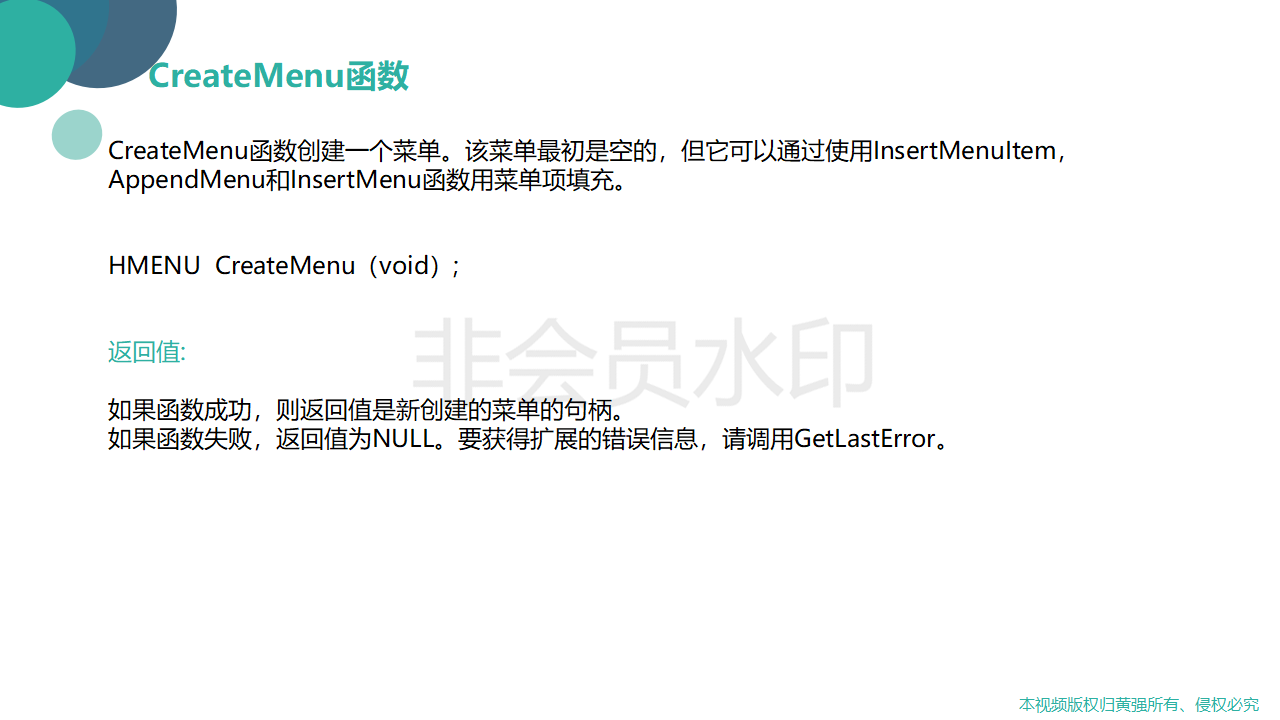 CreateMenu函数
CreateMenu函数创建一个菜单。该菜单最初是空的，但它可以通过使用InsertMenuItem，
AppendMenu和InsertMenu函数用菜单项填充。
HMENU  CreateMenu（void）;
非会员水印
返回值:
如果函数成功，则返回值是新创建的菜单的句柄。
如果函数失败，返回值为NULL。要获得扩展的错误信息，请调用GetLastError。
本视频版权归黄强所有、侵权必究